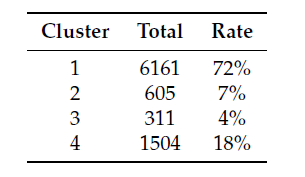 Cluster Total Rate
1 6161 72%
2 605 7%
3 311 4%
4 1504 18%